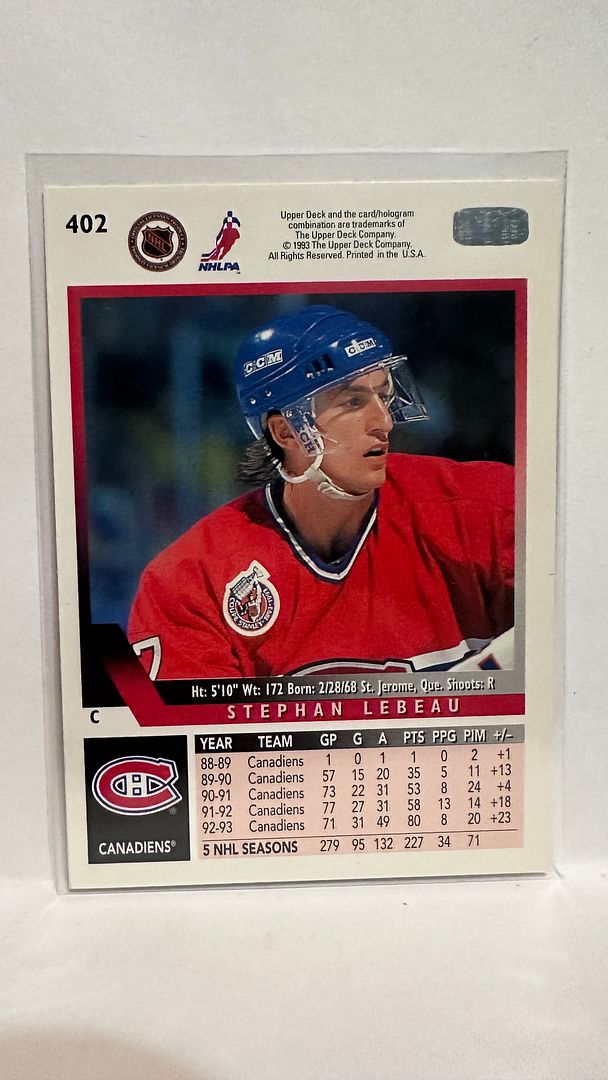 402
NHL
NHLPA
Upper Deck and the card/hologram
combination are trademarks of
The Upper Deck Company.
© 1993 The Upper Deck Company.
All Rights Reserved. Printed in the U.S.A.
CCM
CCM
COUPE STANLEY
7
Ht: 5'10" Wt: 172 Born: 2/28/68 St. Jerome, Que. Shoots: R
C
STEPHAN LEBEAU
YEAR TEAM GP G A PTS PPG PIM +/–
88-89 Canadiens 1 0 1 1 0 2 +1
89-90 Canadiens 57 15 20 35 5 11 +13
90-91 Canadiens 73 22 31 53 8 24 +4
91-92 Canadiens 77 27 31 58 13 14 +18
92-93 Canadiens 71 31 49 80 8 20 +23
5 NHL SEASONS 279 95 132 227 34 71
CANADIENS®